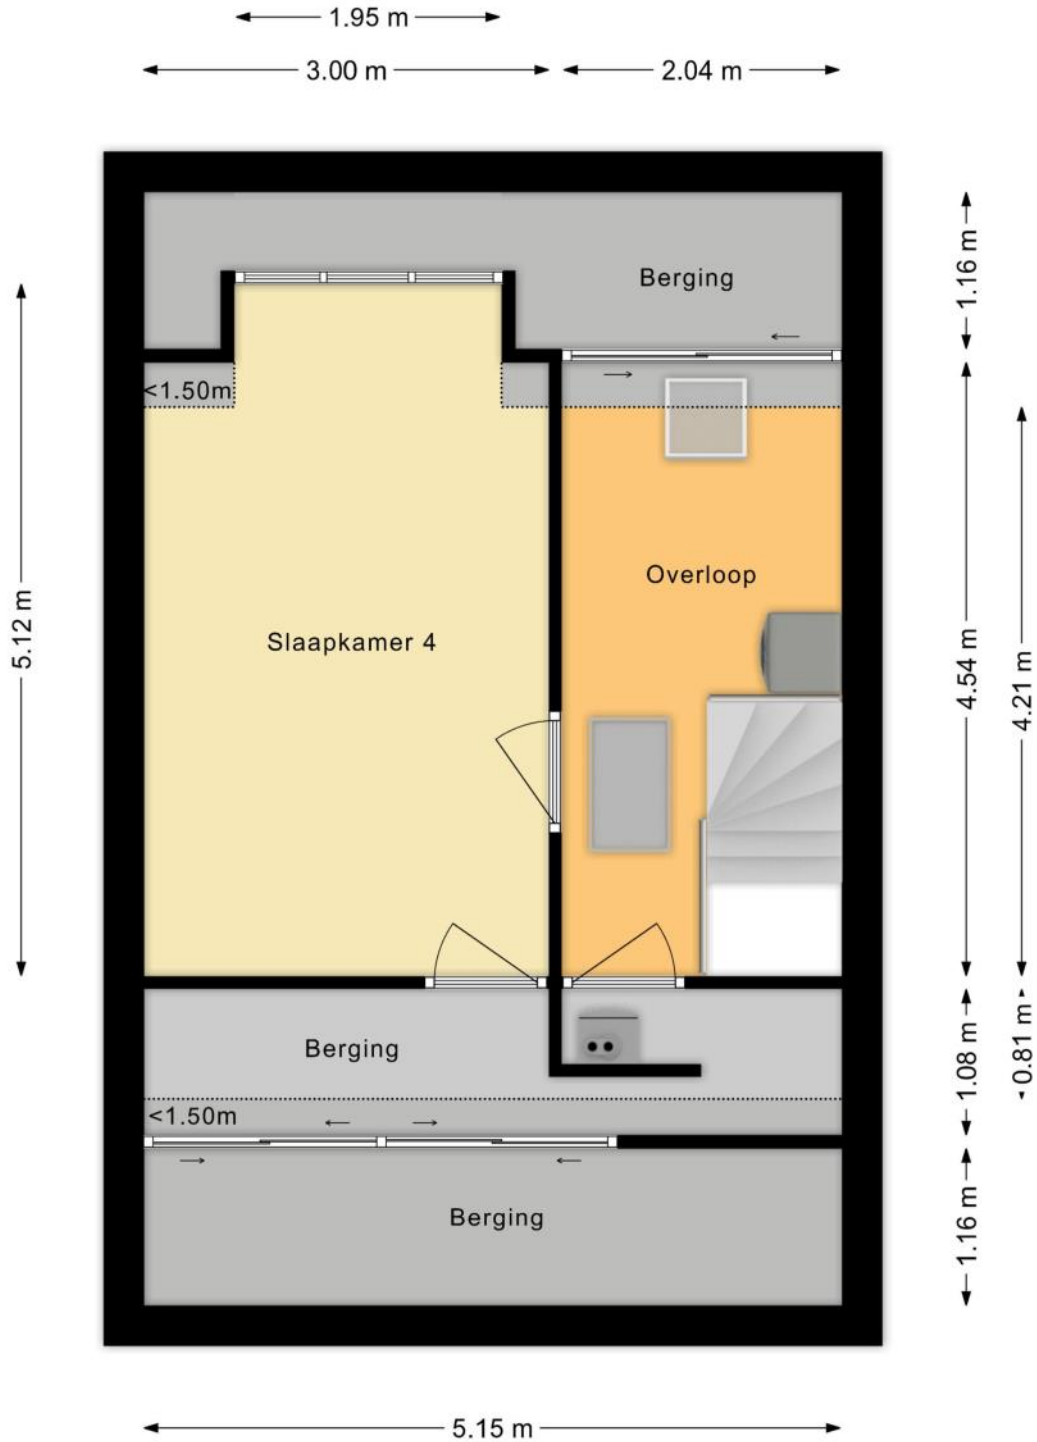 1.95 m
3.00 m
2.04 m
Berging
1.16 m
<1.50m
Overloop
5.12 m
Slaapkamer 4
4.54 m
4.21 m
Berging
1.08 m
0.81 m
<1.50m
Berging
1.16 m
5.15 m